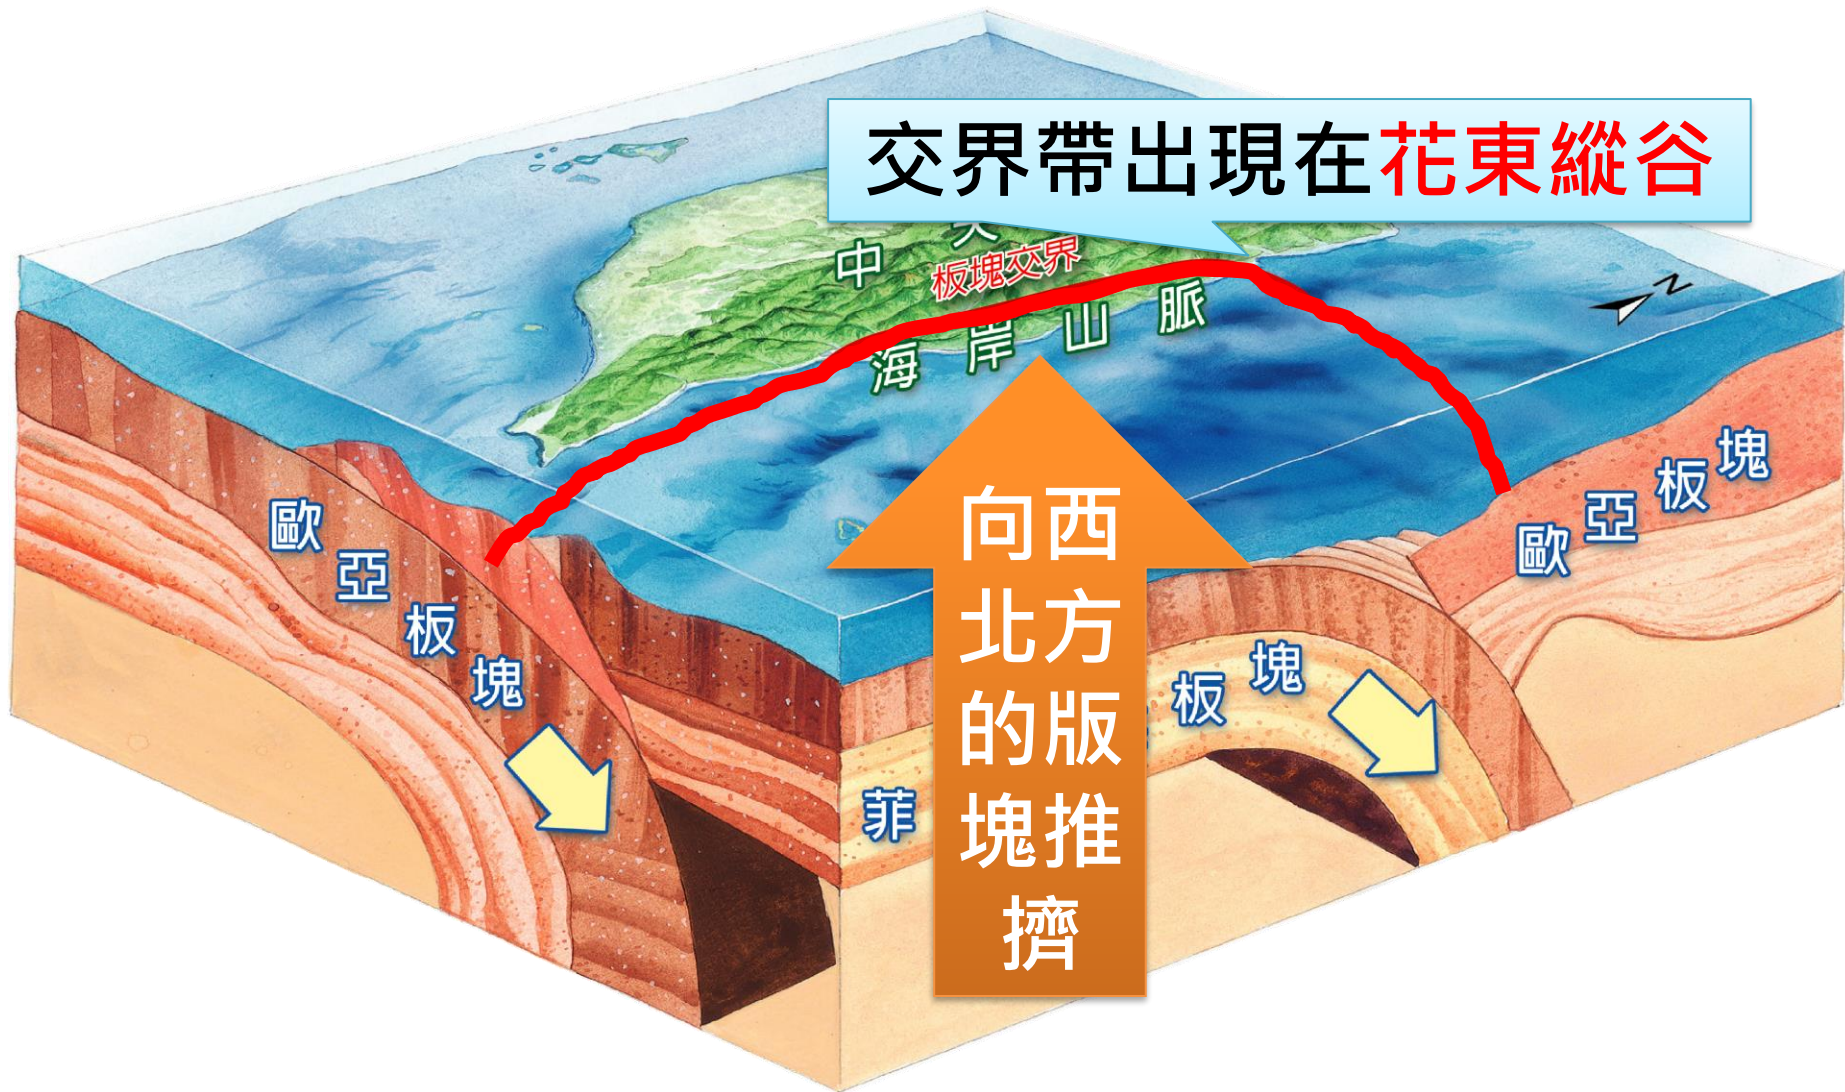 交界帶出現在花東縱谷
中 央
板塊交界
海岸山脈
N
歐亞板塊
歐亞板塊
向西
北方
的版
塊推
擠
菲
板塊